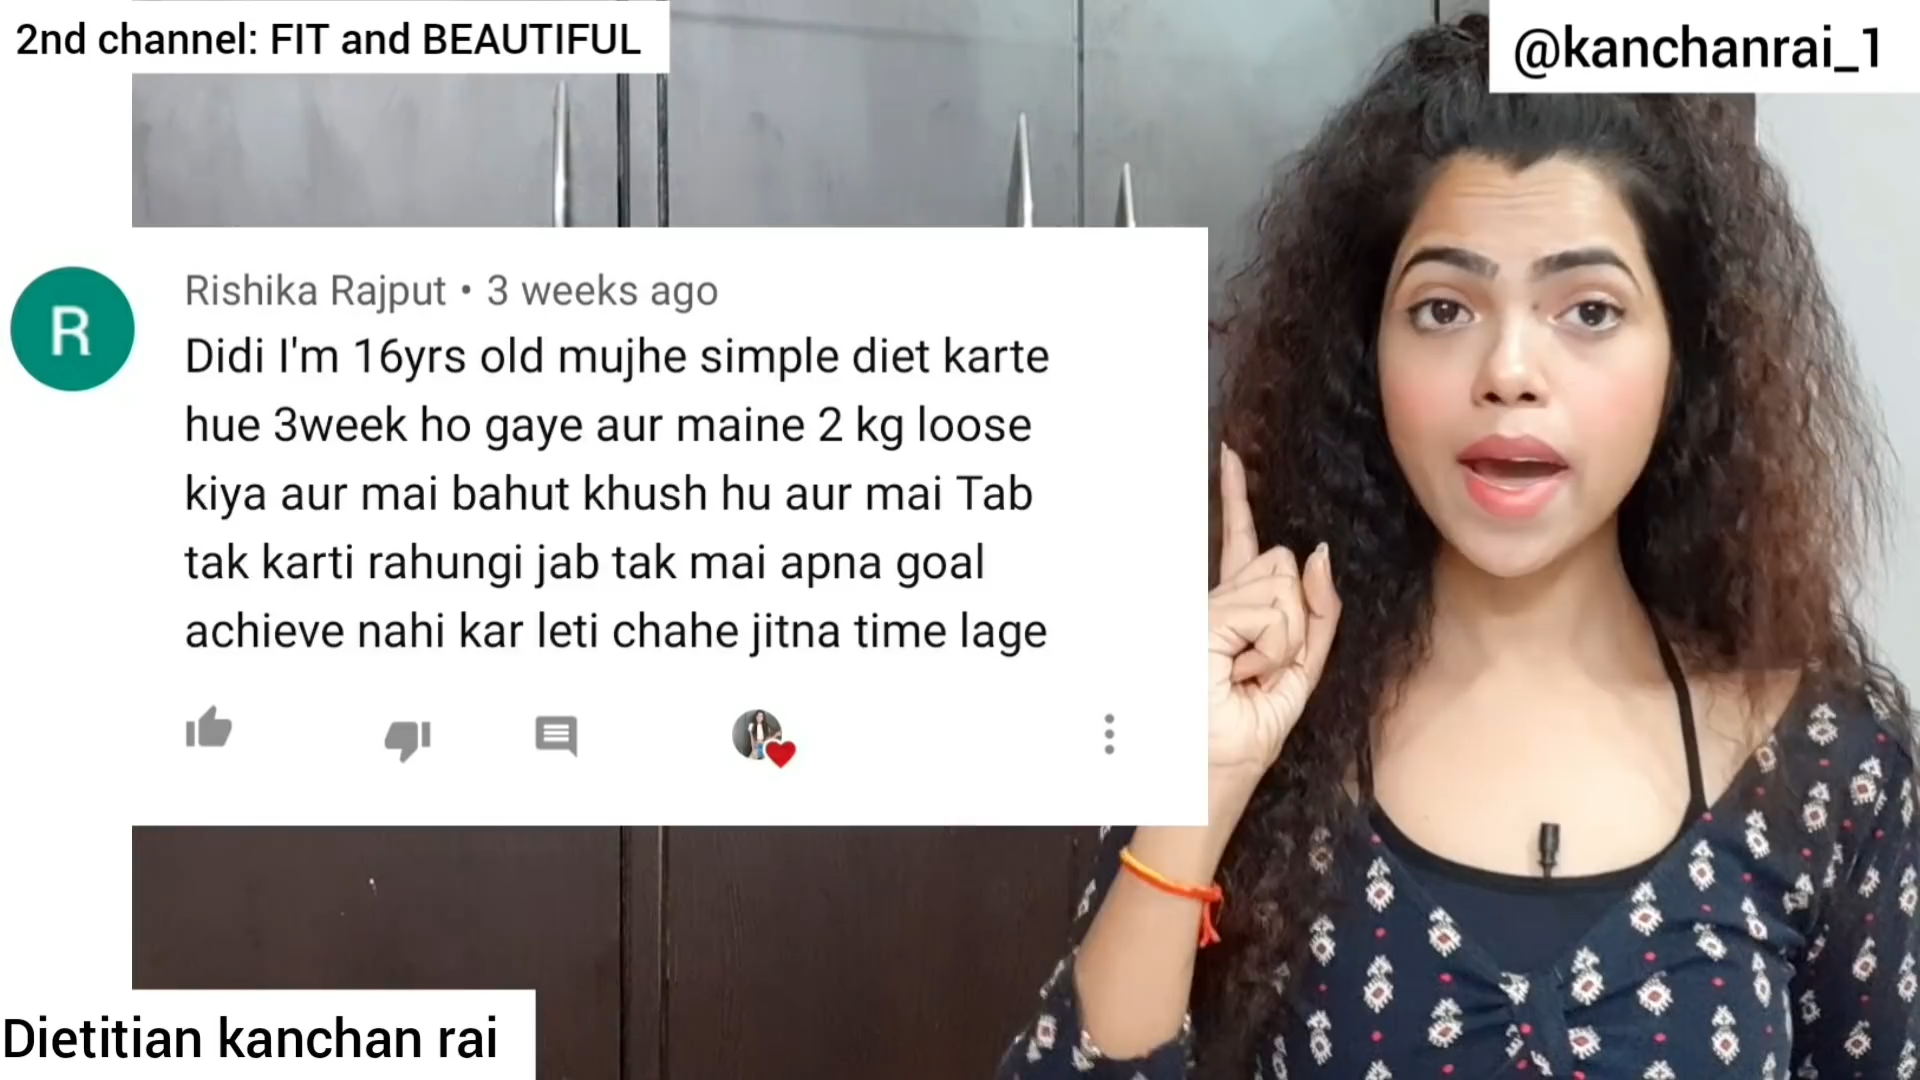 2nd channel: FIT and BEAUTIFUL
@kanchanrai_1
R
Rishika Rajput • 3 weeks ago
Didi I'm 16yrs old mujhe simple diet karte
hue 3week ho gaye aur maine 2 kg loose
kiya aur mai bahut khush hu aur mai Tab
tak karti rahungi jab tak mai apna goal
achieve nahi kar leti chahe jitna time lage
Dietitian kanchan rai